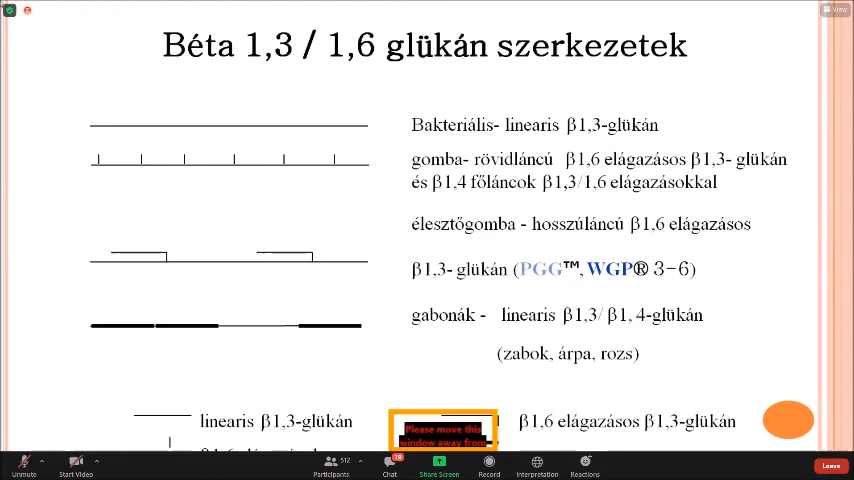 View
Béta 1,3 / 1,6 glükán szerkezetek
Bakteriális- linearis β1,3-glükán
gomba- rövidláncú β1,6 elágazásos β1,3- glükán
és β1,4 főláncok β1,3/1,6 elágazásokkal
élesztőgomba - hosszúláncú β1,6 elágazásos
β1,3- glükán (PGG™, WGP® 3-6)
gabonák - linearis β1,3/ β1, 4-glükán
(zabok, árpa, rozs)
linearis β1,3-glükán
β1,6 elágazásos β1,3-glükán
Please move this
window away from
Unmute
Start Video
512
Participants
19
Chat
Share Screen
Record
Interpretation
Reactions
Leave